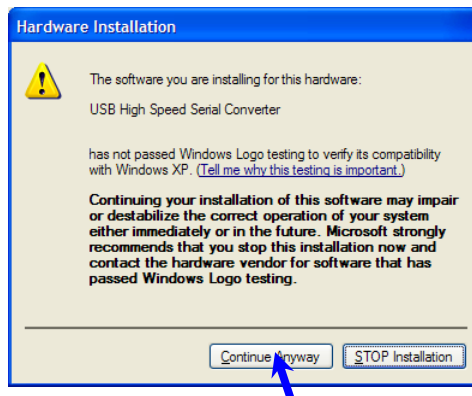 Hardware Installation
The software you are installing for this hardware:
USB High Speed Serial Converter
has not passed Windows Logo testing to verify its compatibility
with Windows XP. (Tell me why this testing is important.)
Continuing your installation of this software may impair
or destabilize the correct operation of your system
either immediately or in the future. Microsoft strongly
recommends that you stop this installation now and
contact the hardware vendor for software that has
passed Windows Logo testing.
Continue Anyway STOP Installation